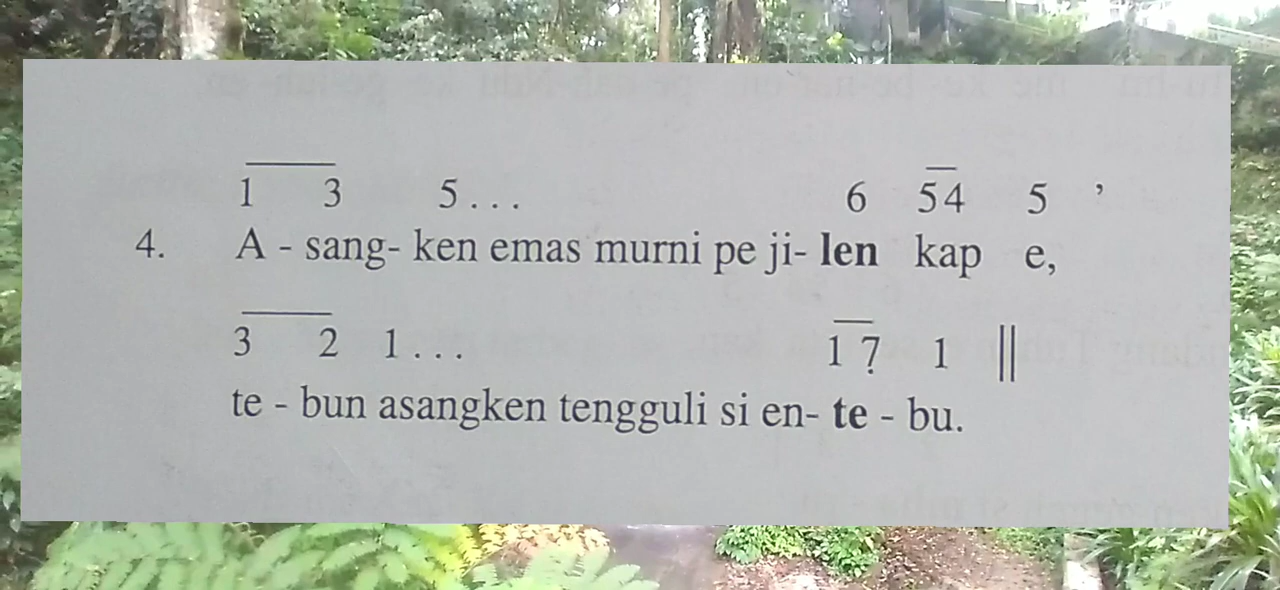 1 3 5... 6 54 5 ,
4. A - sang- ken emas murni pe ji- len kap e,
3 2 1... 1 7̣ 1 ||
te - bun asangken tengguli si en- te - bu.